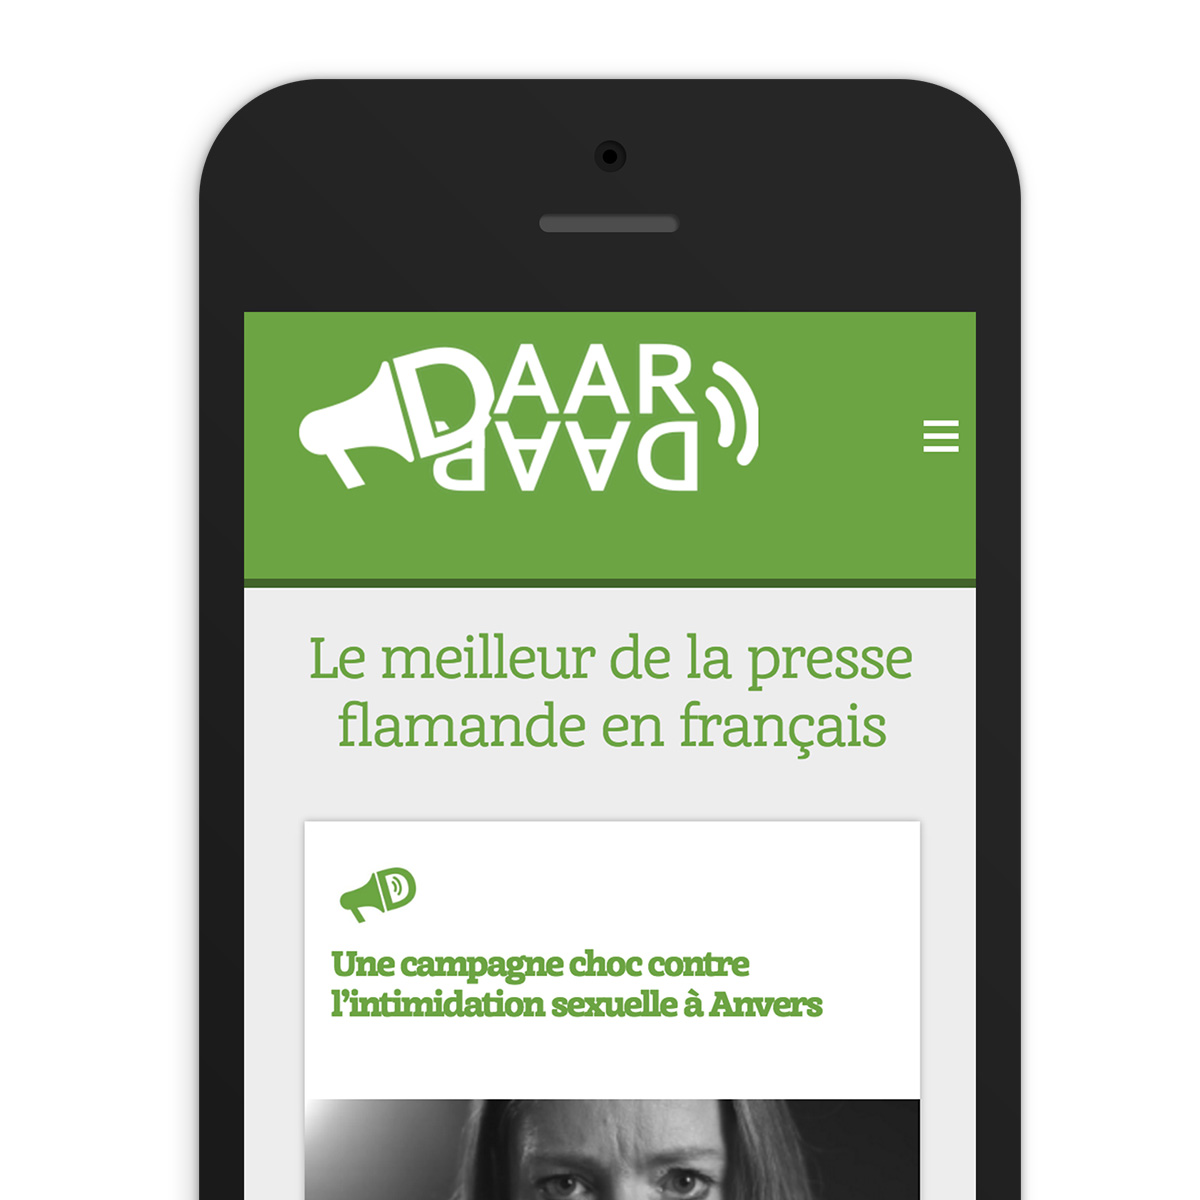 DAAR
DAAR
Le meilleur de la presse
flamande en français
Une campagne choc contre
l’intimidation sexuelle à Anvers